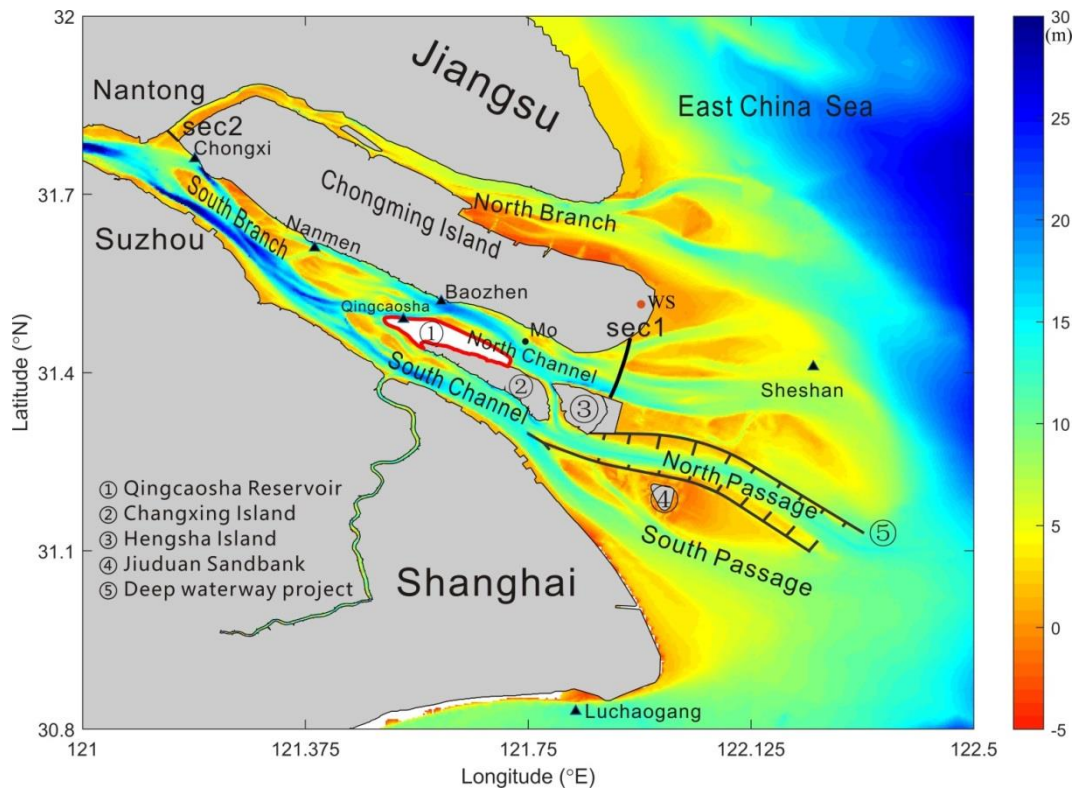 32
31.7
31.4
31.1
30.8
Latitude (°N)
121
121.375
121.75
122.125
122.5
Longitude (°E)
Jiangsu
Nantong
East China Sea
sec2
Chongxi
South Branch
Chongming Island
North Branch
Suzhou
Nanmen
Baozhen
WS
Qingcaosha
①
North Channel
Mo
sec1
Sheshan
South Channel
②
③
North Passage
④
⑤
South Passage
① Qingcaosha Reservoir
② Changxing Island
③ Hengsha Island
④ Jiuduan Sandbank
⑤ Deep waterway project
Shanghai
Luchaogang
30
(m)
25
20
15
10
5
0
-5